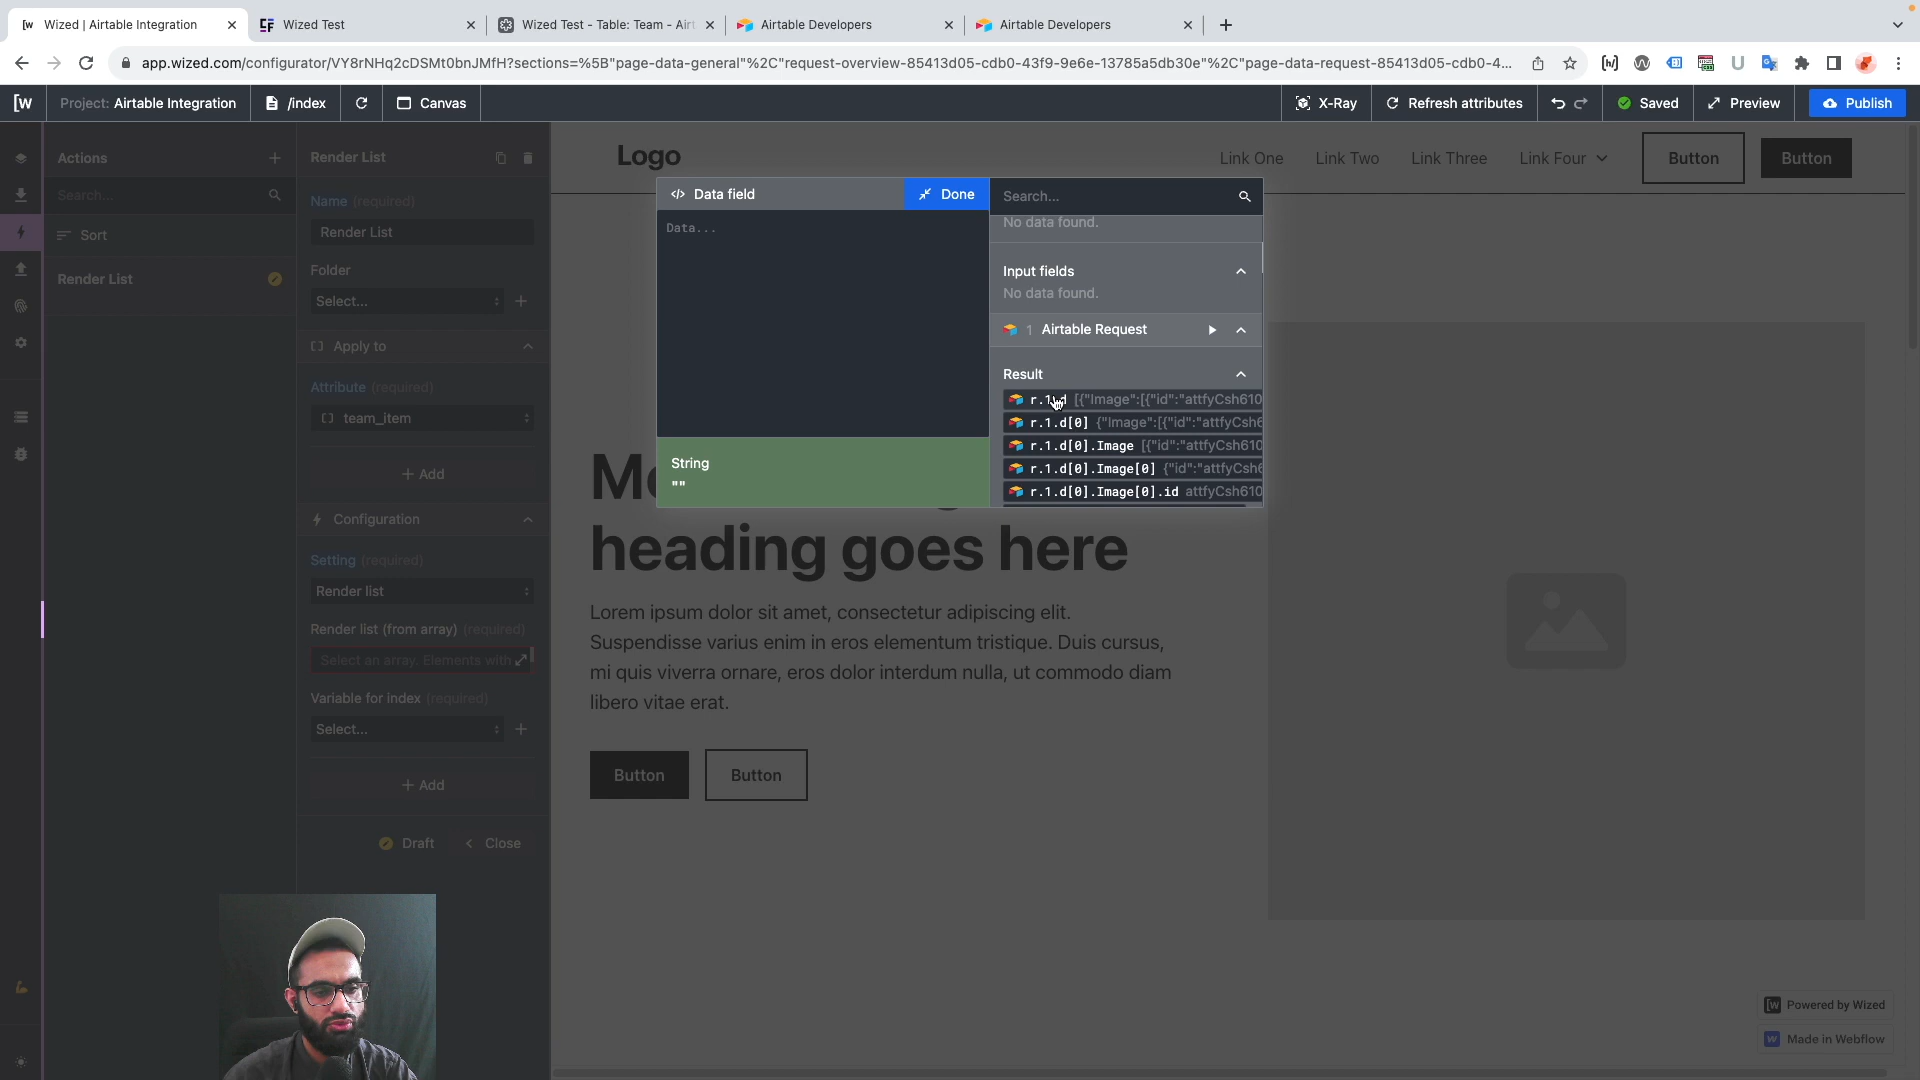 [w Wized | Airtable Integration
Wized Test
Wized Test - Table: Team - Airt
Airtable Developers
Airtable Developers
app.wized.com/configurator/VY8rNHq2cDSMt0bnJMfH?sections=%5B"page-data-general"%2C"request-overview-85413d05-cdb0-43f9-9e6e-13785a5db30e"%2C"page-data-request-85413d05-cdb0-4...
[w Project: Airtable Integration /index Canvas X-Ray Refresh attributes Saved Preview Publish
Actions
Search...
Sort
Render List
Render List
Name (required)
Render List
Folder
Select...
Apply to
Attribute (required)
team_item
Add
Configuration
Setting (required)
Render list
Render list (from array) (required)
Select an array. Elements with
Variable for index (required)
Select...
Add
Draft Close
Logo
Link One Link Two Link Three Link Four Button Button
</> Data field Done
Data...
String
""
Search...
No data found.
Input fields
No data found.
1 Airtable Request
Result
r.1.d [{"Image":[{"id":"attfyCsh610
r.1.d[0] {"Image":[{"id":"attfyCsh6
r.1.d[0].Image [{"id":"attfyCsh610
r.1.d[0].Image[0] {"id":"attfyCsh6
r.1.d[0].Image[0].id attfyCsh610
heading goes here
Lorem ipsum dolor sit amet, consectetur adipiscing elit.
Suspendisse varius enim in eros elementum tristique. Duis cursus,
mi quis viverra ornare, eros dolor interdum nulla, ut commodo diam
libero vitae erat.
Button Button
Powered by Wized
Made in Webflow